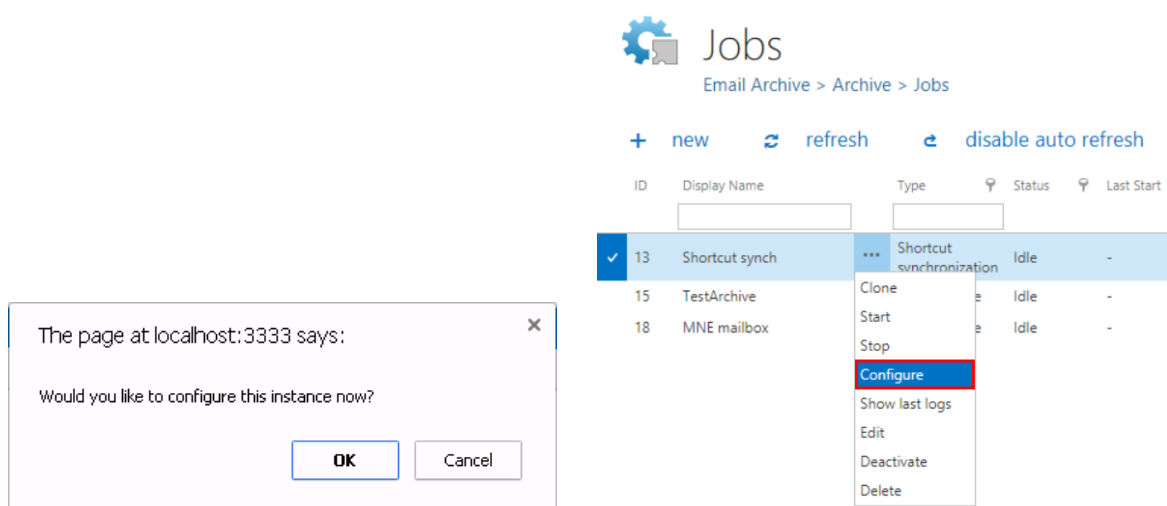 Jobs
Email Archive > Archive > Jobs
+ new refresh disable auto refresh
ID Display Name Type Status Last Start
13 Shortcut synch ... Shortcut synchronization Idle -
15 TestArchive Idle -
18 MNE mailbox Idle -
Clone
Start
Stop
Configure
Show last logs
Edit
Deactivate
Delete
The page at localhost:3333 says:
Would you like to configure this instance now?
OK Cancel